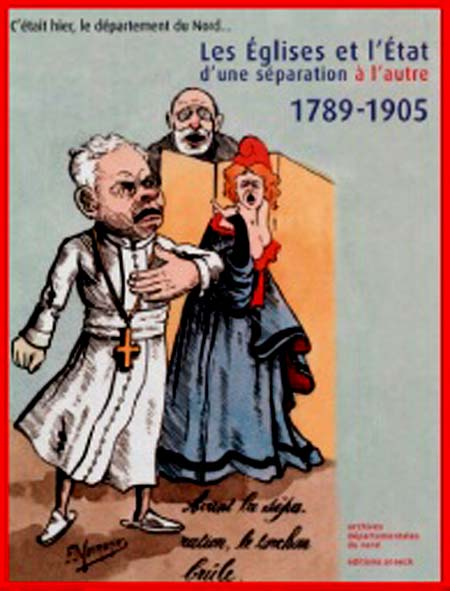 C'était hier, le département du Nord...
Les Églises et l'État
d'une séparation à l'autre
1789-1905
Avant la sépa
ration, le torchon
brûle.
archives
départementales
du nord
éditions